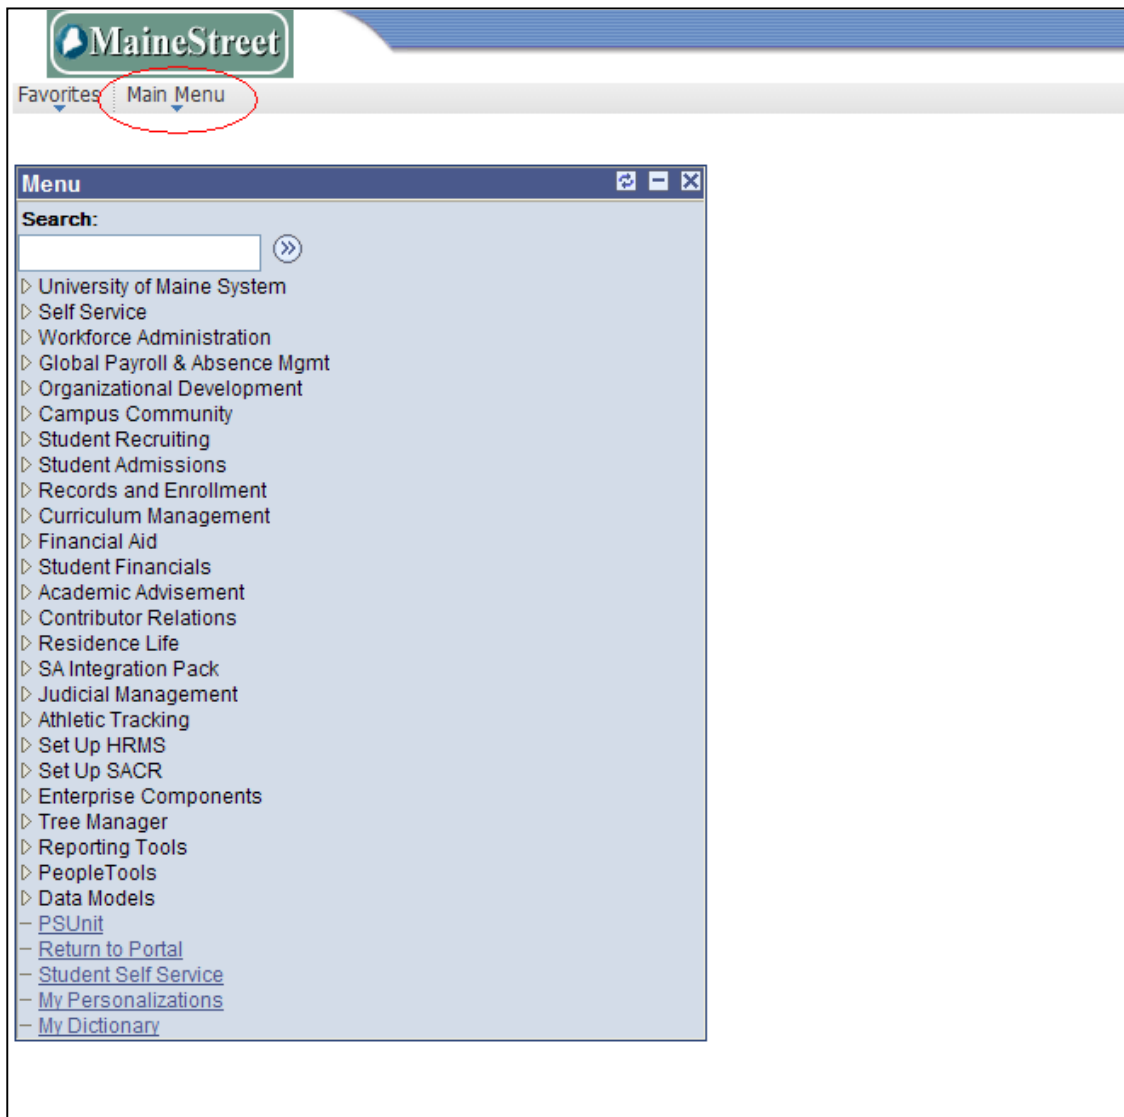 MaineStreet
Favorites Main Menu
Menu
Search:
University of Maine System
Self Service
Workforce Administration
Global Payroll & Absence Mgmt
Organizational Development
Campus Community
Student Recruiting
Student Admissions
Records and Enrollment
Curriculum Management
Financial Aid
Student Financials
Academic Advisement
Contributor Relations
Residence Life
SA Integration Pack
Judicial Management
Athletic Tracking
Set Up HRMS
Set Up SACR
Enterprise Components
Tree Manager
Reporting Tools
PeopleTools
Data Models
PSUnit
Return to Portal
Student Self Service
My Personalizations
My Dictionary